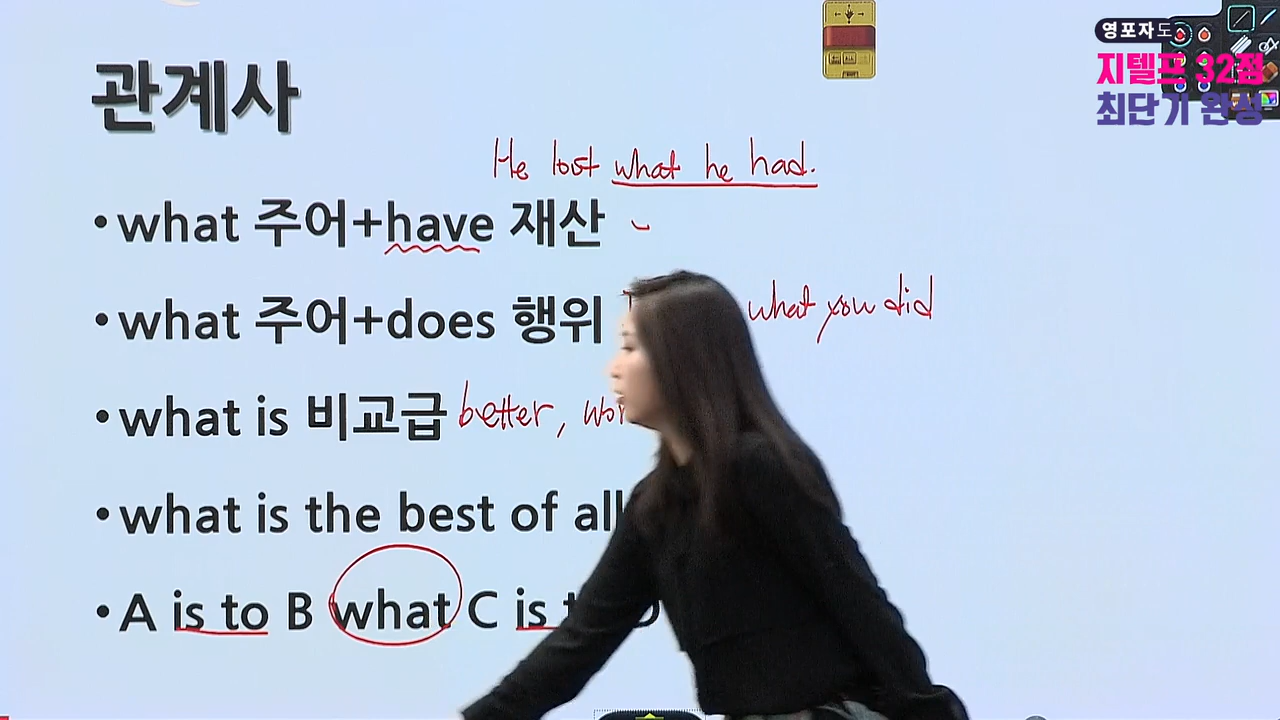 영포자도
지텔프 32점
최단기 완성
관계사
He lost what he had.
• what 주어+have 재산
• what 주어+does 행위 what you did
• what is 비교급 better,
• what is the best of all
• A is to B what C is